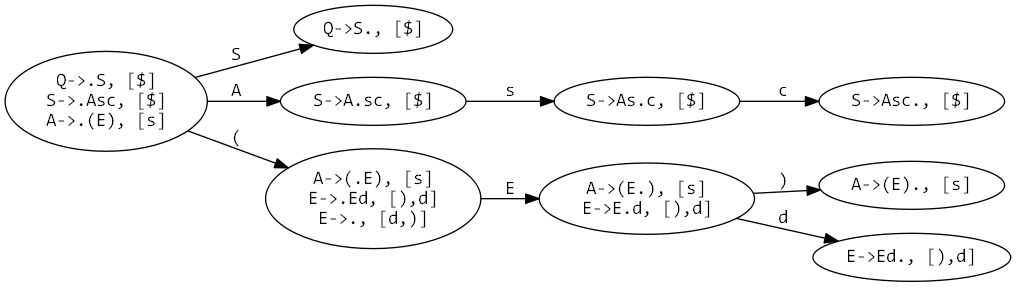 Q->S., [$]
S
Q->.S, [$]
S->.Asc, [$]
A->.(E), [s]
A
S->A.sc, [$]
s
S->As.c, [$]
c
S->Asc., [$]
(
A->(.E), [s]
E->.Ed, [),d]
E->., [d,)]
E
A->(E.), [s]
E->E.d, [),d]
)
A->(E)., [s]
d
E->Ed., [),d]